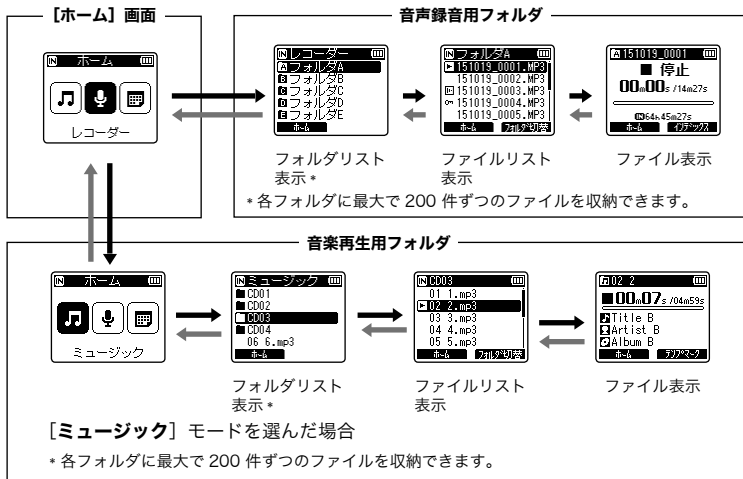 ［ホーム］画面
IN ホーム
レコーダー
音声録音用フォルダ
IN レコーダー
A フォルダA
B フォルダB
C フォルダC
D フォルダD
E フォルダE
ホーム
フォルダリスト
表示 *
IN フォルダA
151019_0001.MP3
151019_0002.MP3
151019_0003.MP3
151019_0004.MP3
151019_0005.MP3
ホーム フォルダ切替
ファイルリスト
表示
A 151019_0001
■ 停止
00m00s /14m27s
IN 64h45m27s
ホーム インデックス
ファイル表示
* 各フォルダに最大で 200 件ずつのファイルを収納できます。
音楽再生用フォルダ
IN ホーム
ミュージック
IN ミュージック
CD01
CD02
CD03
CD04
06 6.mp3
ホーム
フォルダリスト
表示 *
IN CD03
01 1.mp3
02 2.mp3
03 3.mp3
04 4.mp3
05 5.mp3
ホーム フォルダ切替
ファイルリスト
表示
02 2
■ 00m07s /04m59s
Title B
Artist B
Album B
ホーム テンプマーク
ファイル表示
［ミュージック］モードを選んだ場合
* 各フォルダに最大で 200 件ずつのファイルを収納できます。